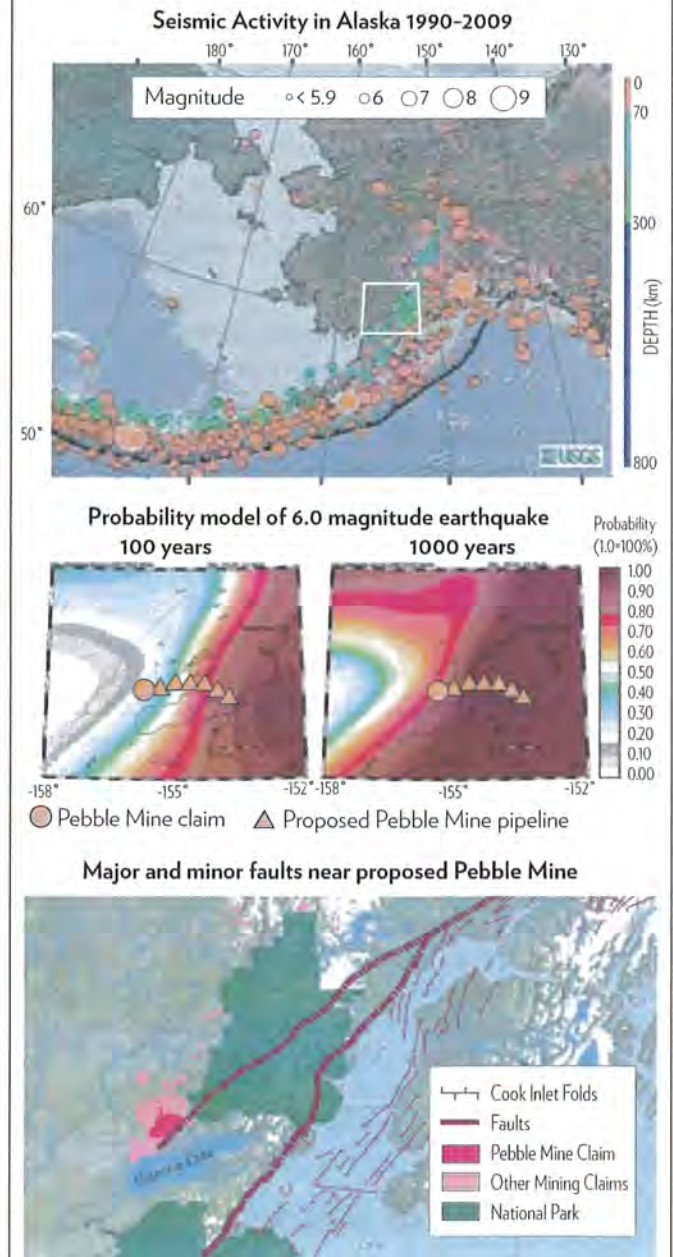 Seismic Activity in Alaska 1990-2009
180° 170° 160° 150° 140° 130°
Magnitude < 5.9 6 7 8 9
0
70
60°
300
DEPTH (km)
50°
USGS
800
Probability model of 6.0 magnitude earthquake
100 years
1000 years
Probability
(1.0=100%)
1.00
0.90
0.80
0.70
0.60
0.50
0.40
0.30
0.20
0.10
0.00
-158° -155° -152° -158° -155° -152°
Pebble Mine claim Proposed Pebble Mine pipeline
Major and minor faults near proposed Pebble Mine
Cook Inlet Folds
Faults
Pebble Mine Claim
Other Mining Claims
National Park